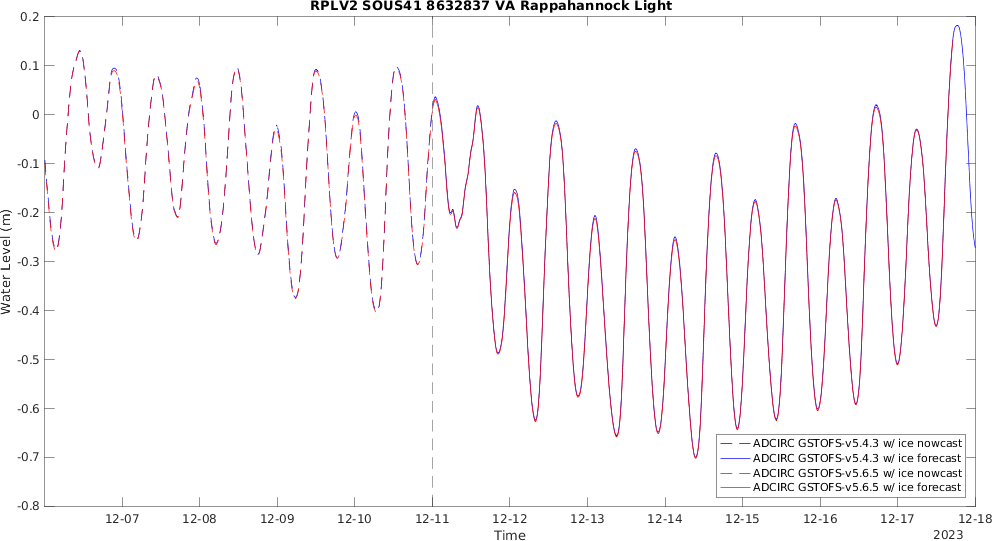 RPLV2 SOUS41 8632837 VA Rappahannock Light
0.2
0.1
0
-0.1
-0.2
-0.3
-0.4
-0.5
-0.6
-0.7
-0.8
Water Level (m)
ADCIRC GSTOFS-v5.4.3 w/ ice nowcast
ADCIRC GSTOFS-v5.4.3 w/ ice forecast
ADCIRC GSTOFS-v5.6.5 w/ ice nowcast
ADCIRC GSTOFS-v5.6.5 w/ ice forecast
12-07 12-08 12-09 12-10 12-11 12-12 12-13 12-14 12-15 12-16 12-17 12-18
Time
2023